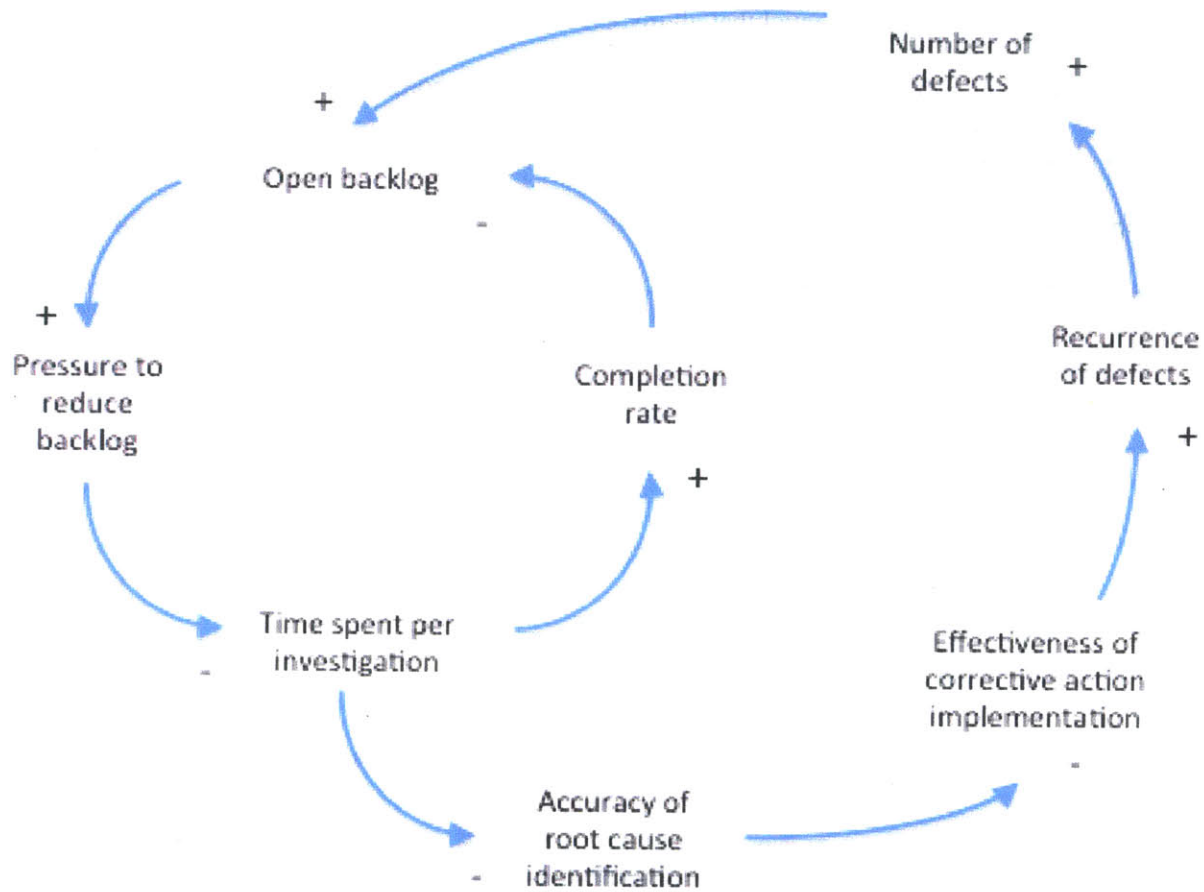 Number of
defects
+
+
Open backlog
-
+
Pressure to
reduce
backlog
Completion
rate
+
Recurrence
of defects
+
Time spent per
investigation
-
Effectiveness of
corrective action
implementation
-
Accuracy of
root cause
identification
-